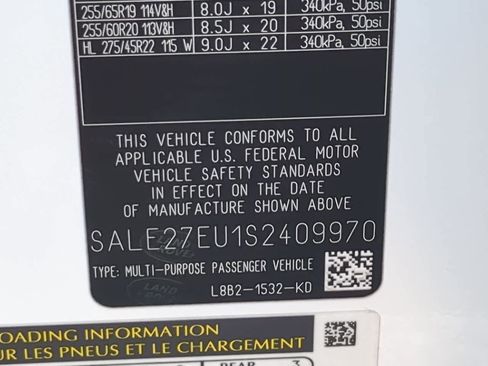 255/65R19 114V&H 8.0J x 19 340kPa, 50psi
255/60R20 113V&H 8.5J x 20 340kPa, 50psi
HL 275/45R22 115 W 9.0J x 22 340kPa, 50psi
THIS VEHICLE CONFORMS TO ALL
APPLICABLE U.S. FEDERAL MOTOR
VEHICLE SAFETY STANDARDS
IN EFFECT ON THE DATE
OF MANUFACTURE SHOWN ABOVE
SALE27EU1S2409970
TYPE: MULTI-PURPOSE PASSENGER VEHICLE
L8B2-1532-KD
OADING INFORMATION
UR LES PNEUS ET LE CHARGEMENT